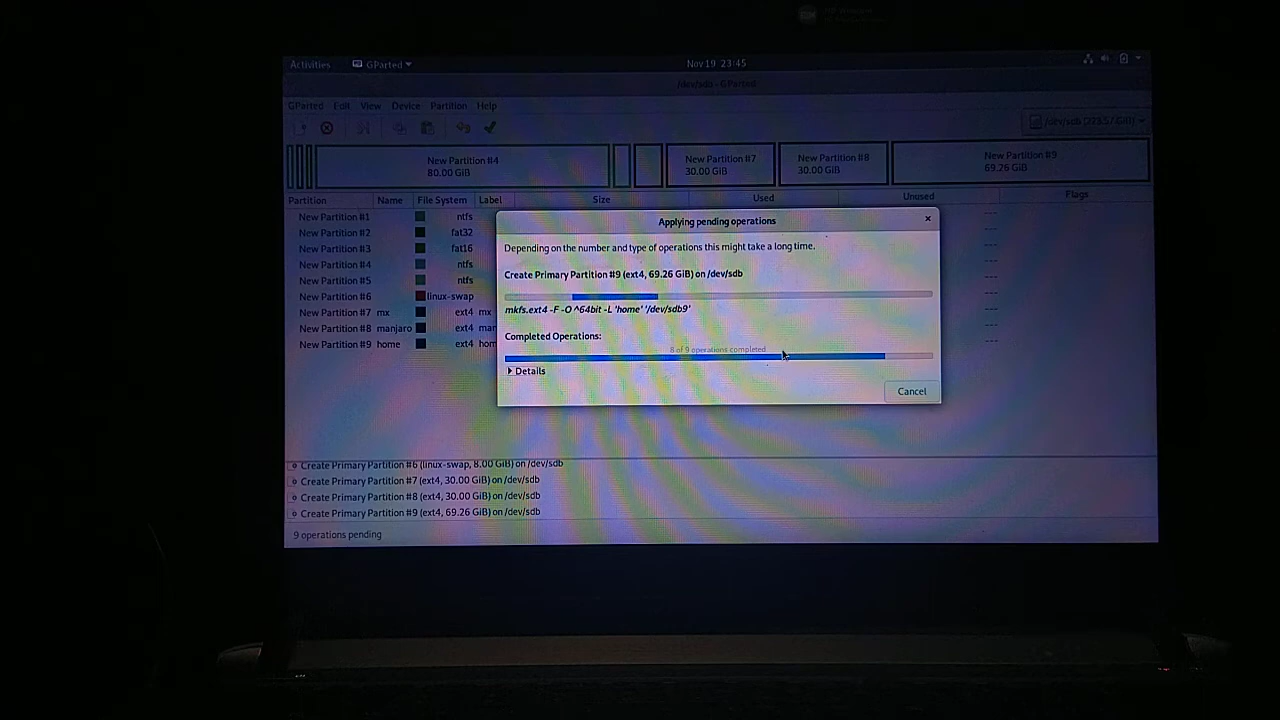 Activities GParted Nov 19 23:45
/dev/sdb - GParted
GParted Edit View Device Partition Help
/dev/sdb (223.57 GiB)
New Partition #4
80.00 GiB
New Partition #7
30.00 GiB
New Partition #8
30.00 GiB
New Partition #9
69.26 GiB
Partition Name File System Label Size Used Unused Flags
New Partition #1 ntfs ---
New Partition #2 fat32 ---
New Partition #3 fat16 ---
New Partition #4 ntfs ---
New Partition #5 ntfs ---
New Partition #6 linux-swap ---
New Partition #7 mx ext4 mx ---
New Partition #8 manjaro ext4 mar ---
New Partition #9 home ext4 hom ---
Applying pending operations
Depending on the number and type of operations this might take a long time.
Create Primary Partition #9 (ext4, 69.26 GiB) on /dev/sdb
mkfs.ext4 -F -O ^64bit -L 'home' '/dev/sdb9'
Completed Operations:
of 9 operations completed
Details
Cancel
Create Primary Partition #6 (linux-swap, 8.00 GiB) on /dev/sdb
Create Primary Partition #7 (ext4, 30.00 GiB) on /dev/sdb
Create Primary Partition #8 (ext4, 30.00 GiB) on /dev/sdb
Create Primary Partition #9 (ext4, 69.26 GiB) on /dev/sdb
9 operations pending